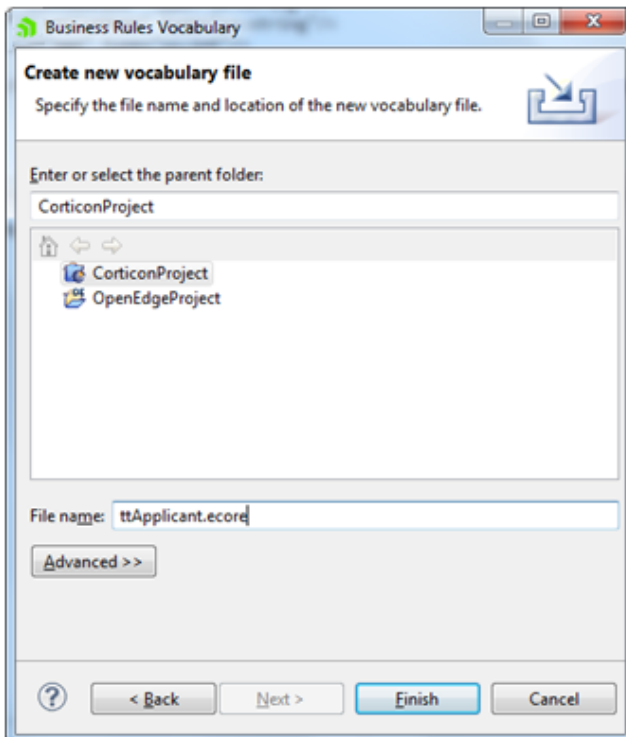 Business Rules Vocabulary
Create new vocabulary file
Specify the file name and location of the new vocabulary file.
Enter or select the parent folder:
CorticonProject
CorticonProject
OpenEdgeProject
File name: ttApplicant.ecore
Advanced >>
? < Back Next > Finish Cancel